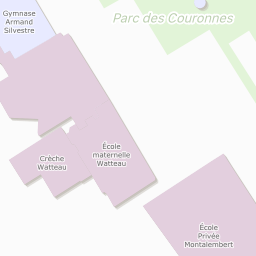 Gymnase
Armand
Silvestre
Parc des Couronnes
École
maternelle
Watteau
Crèche
Watteau
École
Privée
Montalembert